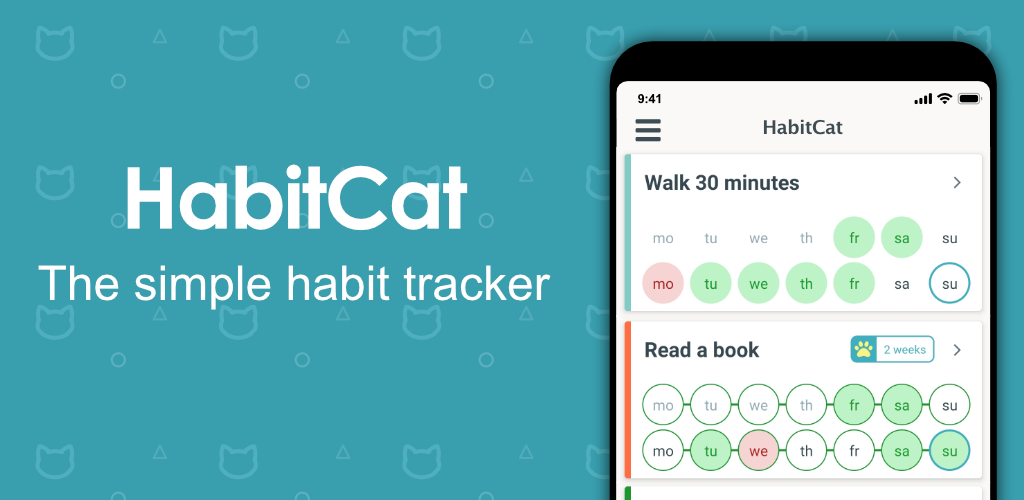 HabitCat
The simple habit tracker
9:41
HabitCat
Walk 30 minutes
mo tu we th fr sa su
mo tu we th fr sa su
Read a book 2 weeks
mo tu we th fr sa su
mo tu we th fr sa su